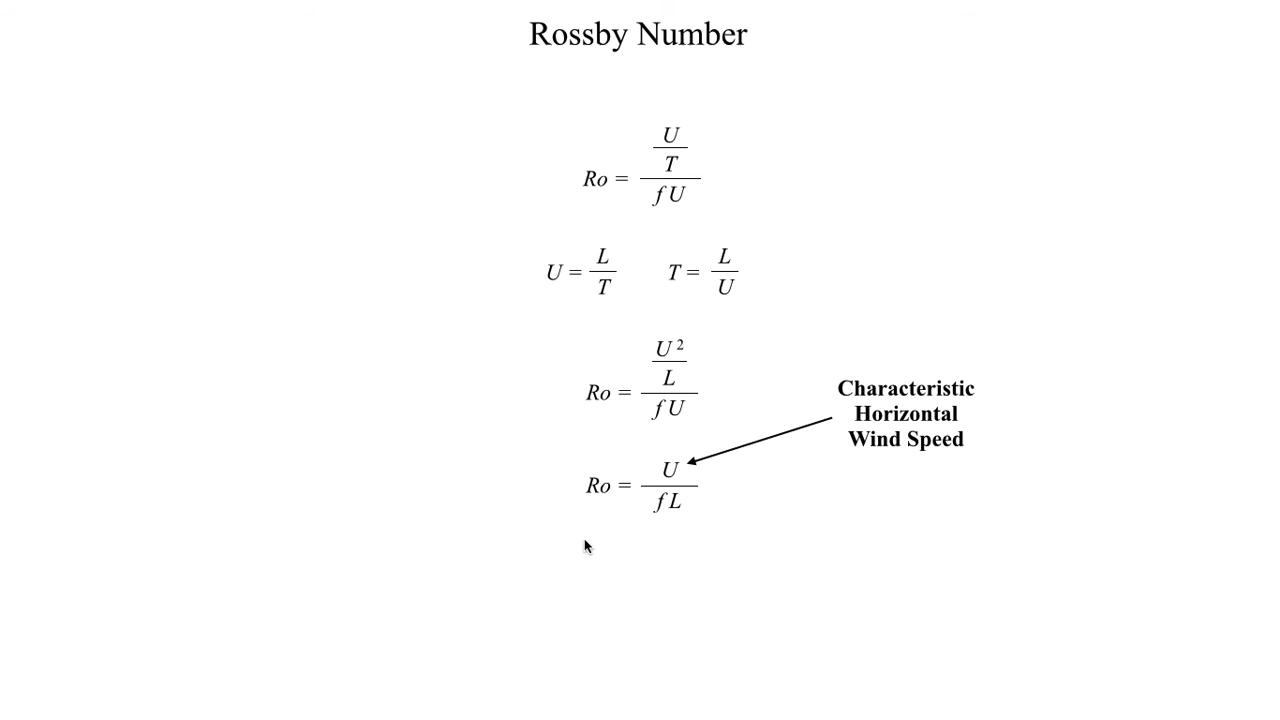 Rossby Number
Ro = (U/T)/(fU)
U = L/T    T = L/U
Ro = (U²/L)/(fU)
Characteristic
Horizontal
Wind Speed
Ro = U/(fL)